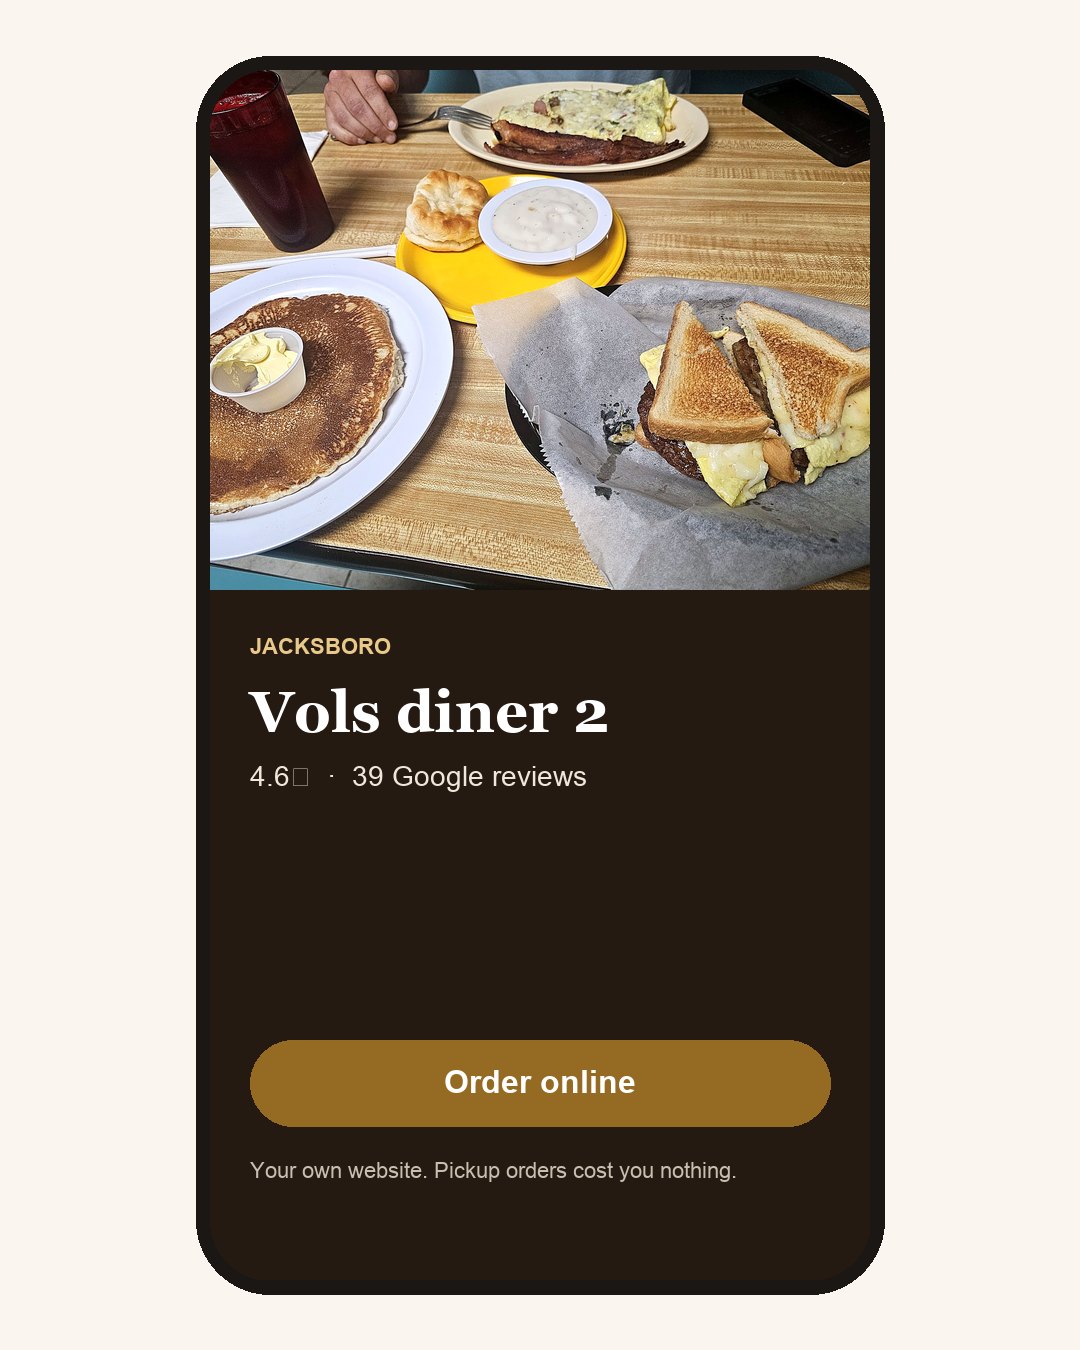 JACKSBORO
Vols diner 2
4.6□ · 39 Google reviews
Order online
Your own website. Pickup orders cost you nothing.